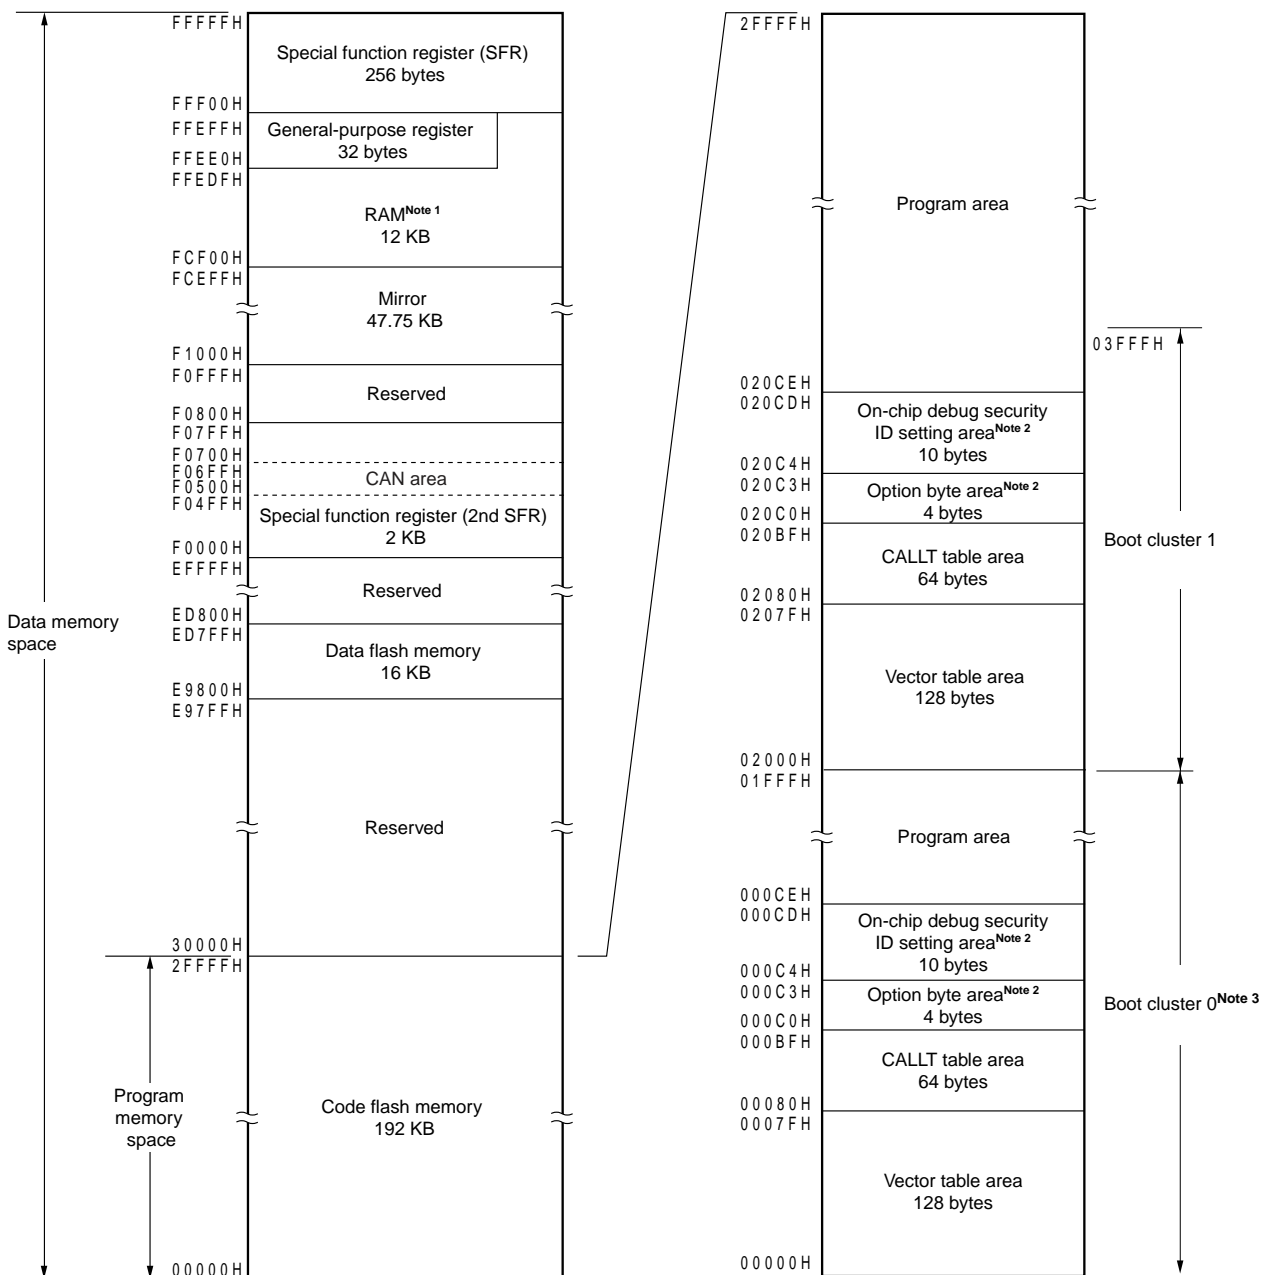 FFFFFH
Special function register (SFR)
256 bytes
FFF00H
FFEFFH
General-purpose register
32 bytes
FFEE0H
FFEDFH
RAMNote 1
12 KB
FCF00H
FCEFFH
Mirror
47.75 KB
F1000H
F0FFFH
Reserved
F0800H
F07FFH
F0700H
F06FFH
CAN area
F0500H
F04FFH
Special function register (2nd SFR)
2 KB
F0000H
EFFFFH
Reserved
ED800H
ED7FFH
Data memory
space
Data flash memory
16 KB
E9800H
E97FFH
Reserved
30000H
2FFFFH
Program
memory
space
Code flash memory
192 KB
00000H
2FFFFH
Program area
03FFFH
020CEH
020CDH
On-chip debug security
ID setting areaNote 2
10 bytes
020C4H
020C3H
Option byte areaNote 2
4 bytes
020C0H
020BFH
Boot cluster 1
CALLT table area
64 bytes
02080H
0207FH
Vector table area
128 bytes
02000H
01FFFH
Program area
000CEH
000CDH
On-chip debug security
ID setting areaNote 2
10 bytes
000C4H
000C3H
Option byte areaNote 2
4 bytes
Boot cluster 0Note 3
000C0H
000BFH
CALLT table area
64 bytes
00080H
0007FH
Vector table area
128 bytes
00000H